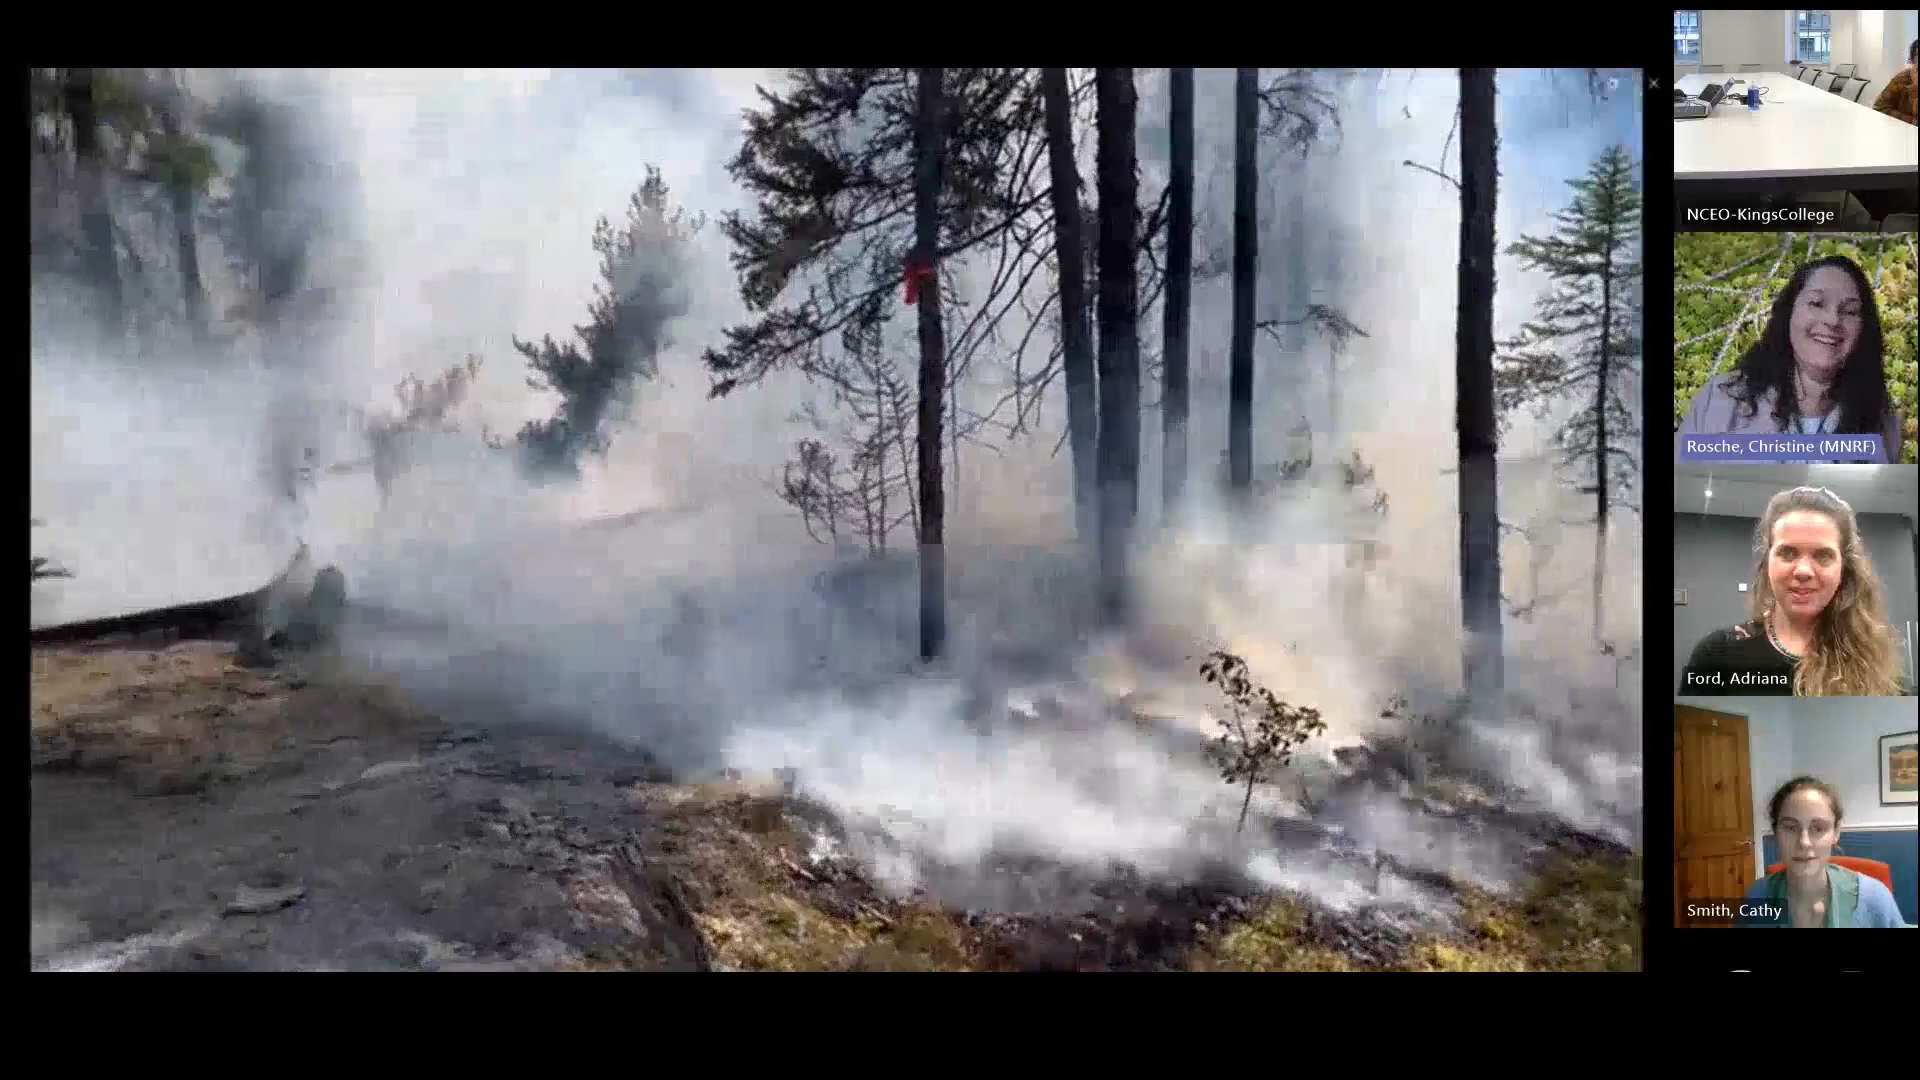 NCEO-KingsCollege
Rosche, Christine (MNRF)
Ford, Adriana
Smith, Cathy